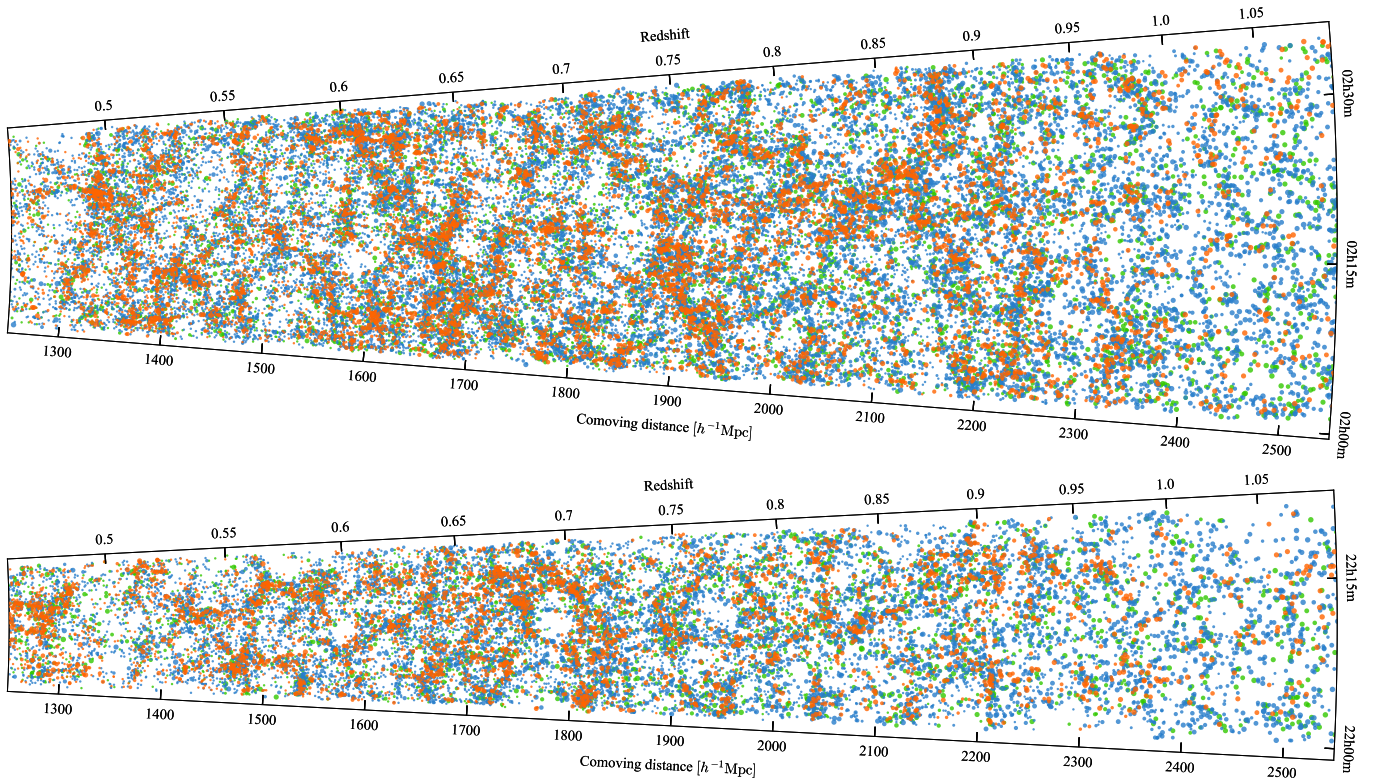 Redshift
0.5 0.55 0.6 0.65 0.7 0.75 0.8 0.85 0.9 0.95 1.0 1.05
02h30m
02h15m
02h00m
1300 1400 1500 1600 1700 1800 1900 2000 2100 2200 2300 2400 2500
Comoving distance [h⁻¹Mpc]
Redshift
0.5 0.55 0.6 0.65 0.7 0.75 0.8 0.85 0.9 0.95 1.0 1.05
22h15m
22h00m
1300 1400 1500 1600 1700 1800 1900 2000 2100 2200 2300 2400 2500
Comoving distance [h⁻¹Mpc]